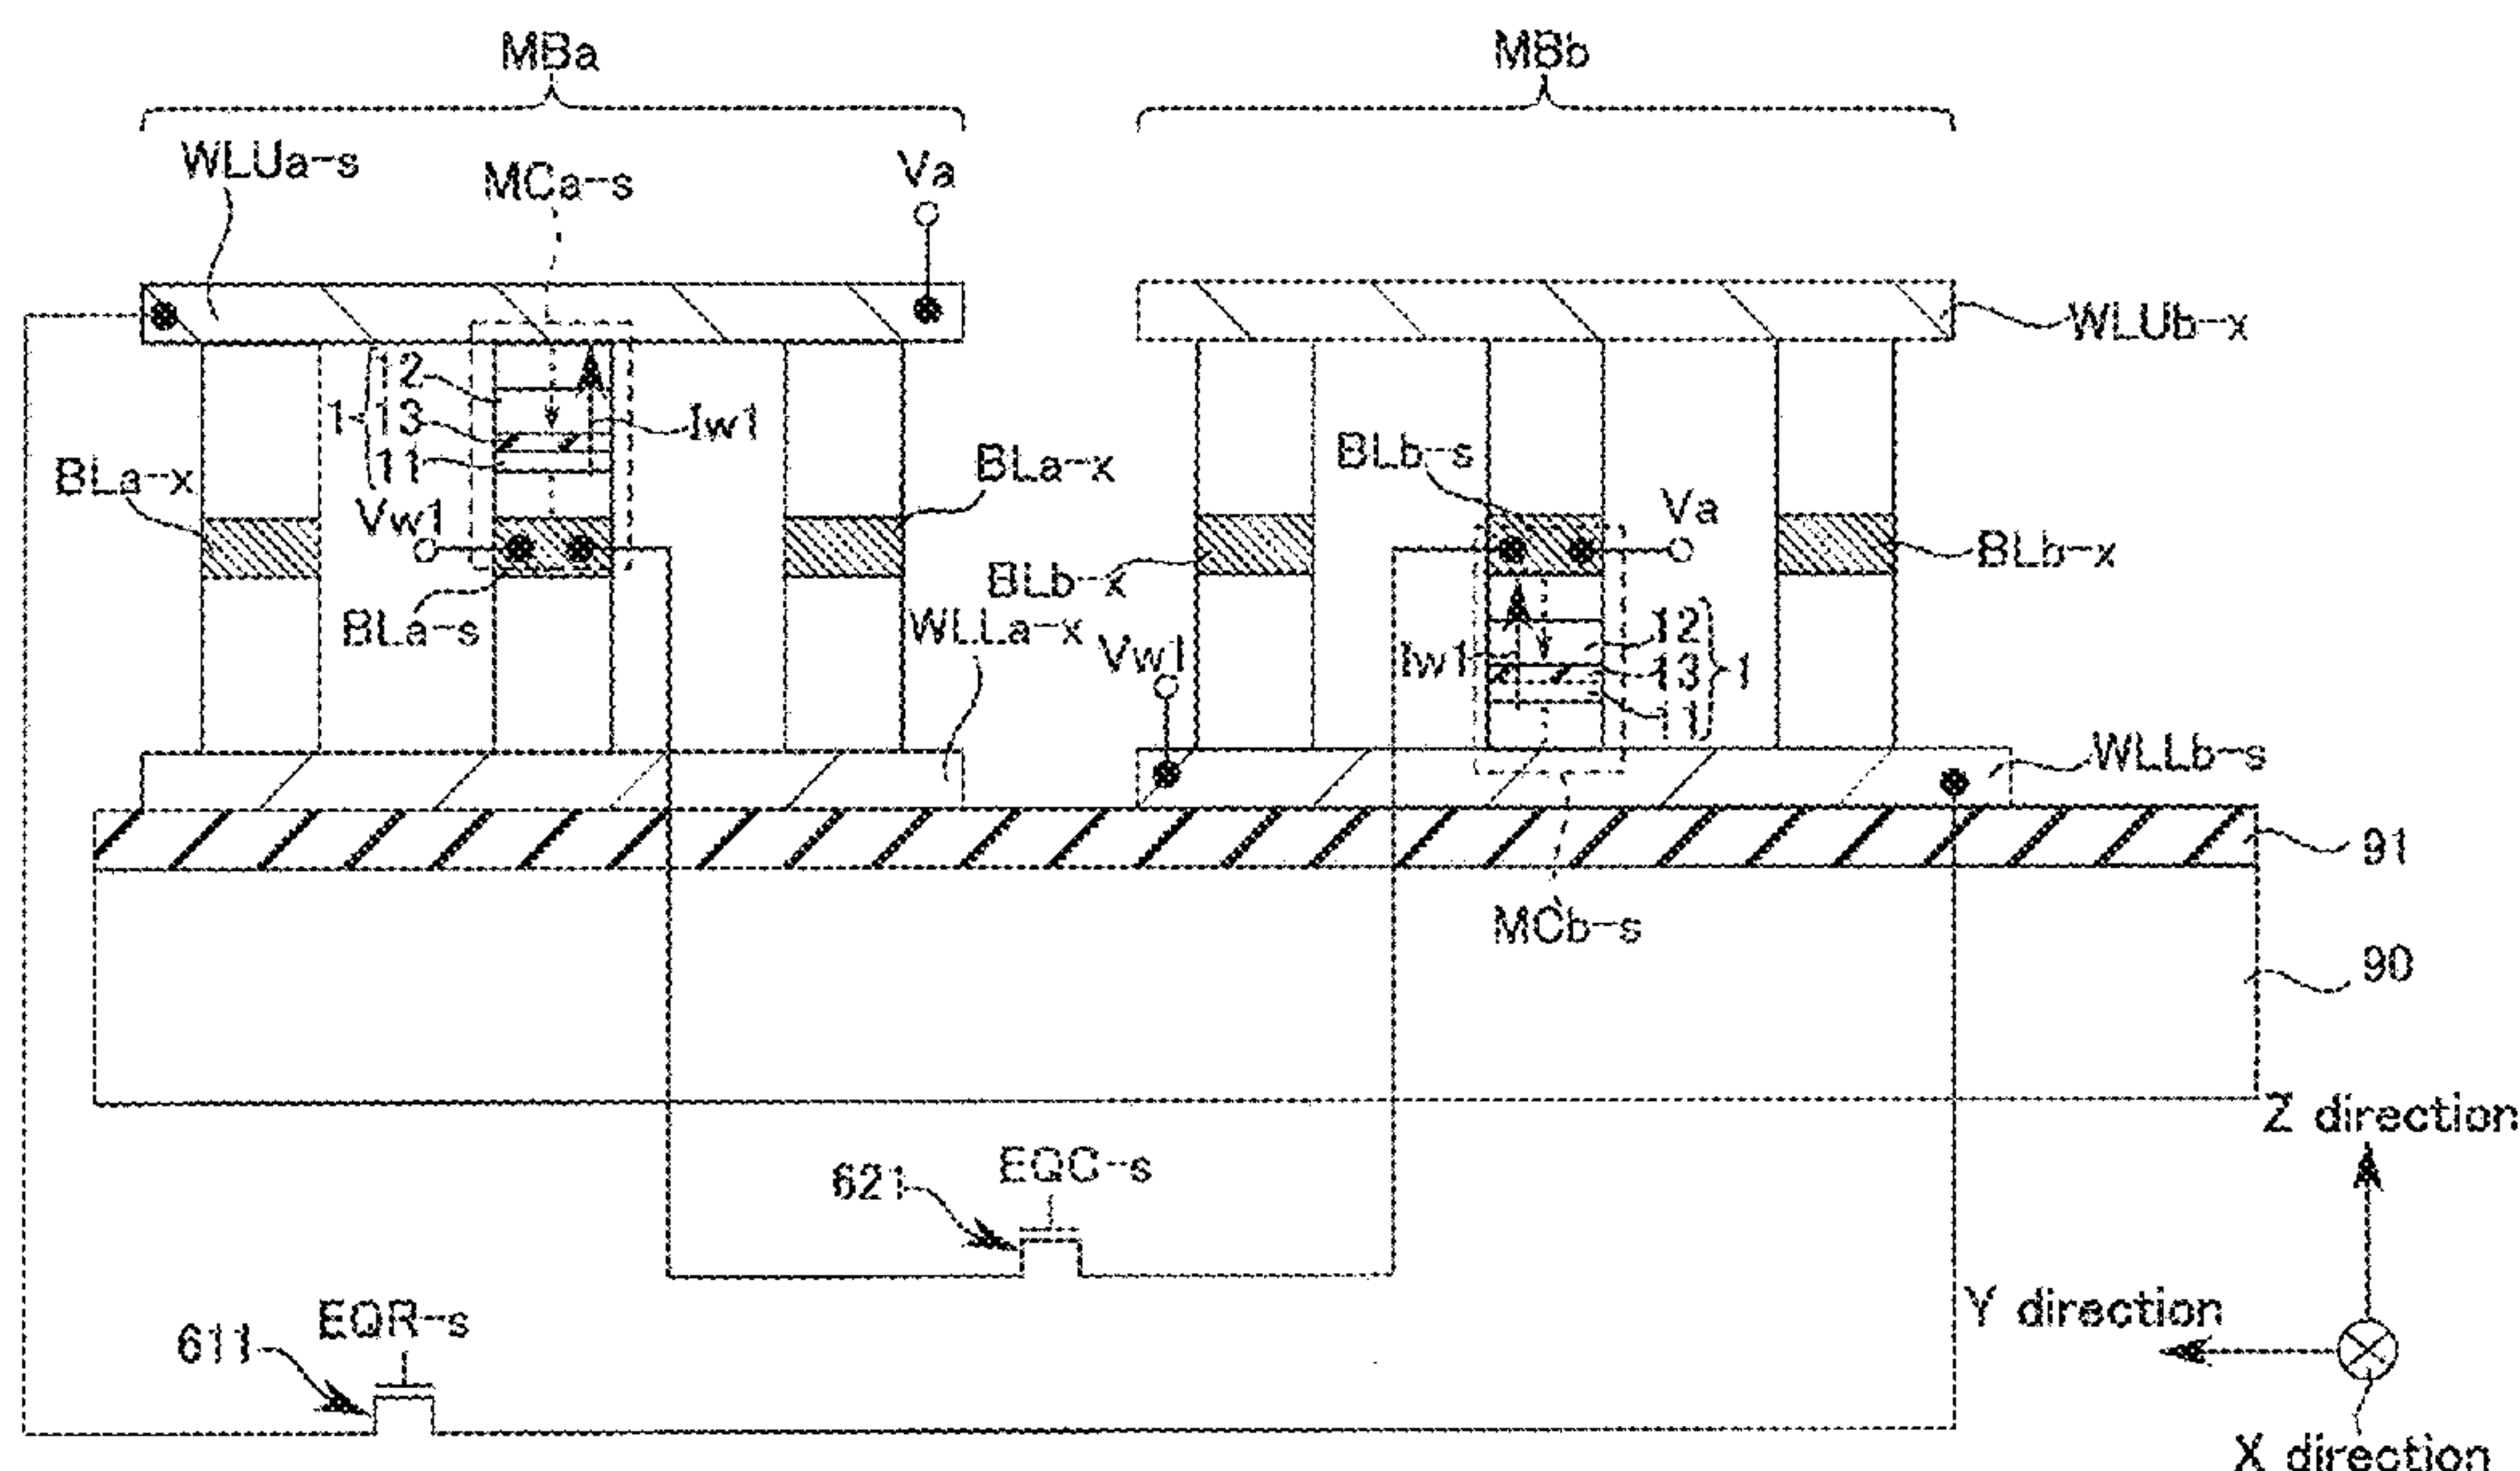 MBa
MBb
WLUa-s
MCa-s
Va
WLUb-x
12
1
13
11
Iw1
BLa-x
BLa-x
BLb-s
Va
Vw1
BLb-x
BLb-x
BLa-s
WLLa-x
Vw1
Iw1
12
13
1
11
WLLb-s
91
MCb-s
90
Z direction
EQC-s
621
Y direction
EQR-s
611
X direction